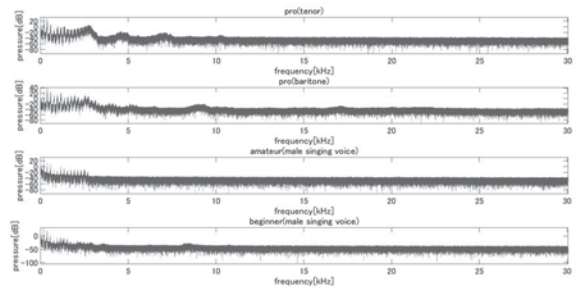 pro(tenor)
pressure[dB]
20
0 5 10 15 20 25 30
frequency[kHz]
pro(baritone)
pressure[dB]
40
0 5 10 15 20 25 30
frequency[kHz]
amateur(male singing voice)
pressure[dB]
20
0 5 10 15 20 25 30
frequency[kHz]
beginner(male singing voice)
pressure[dB]
0
-50
-100
0 5 10 15 20 25 30
frequency[kHz]